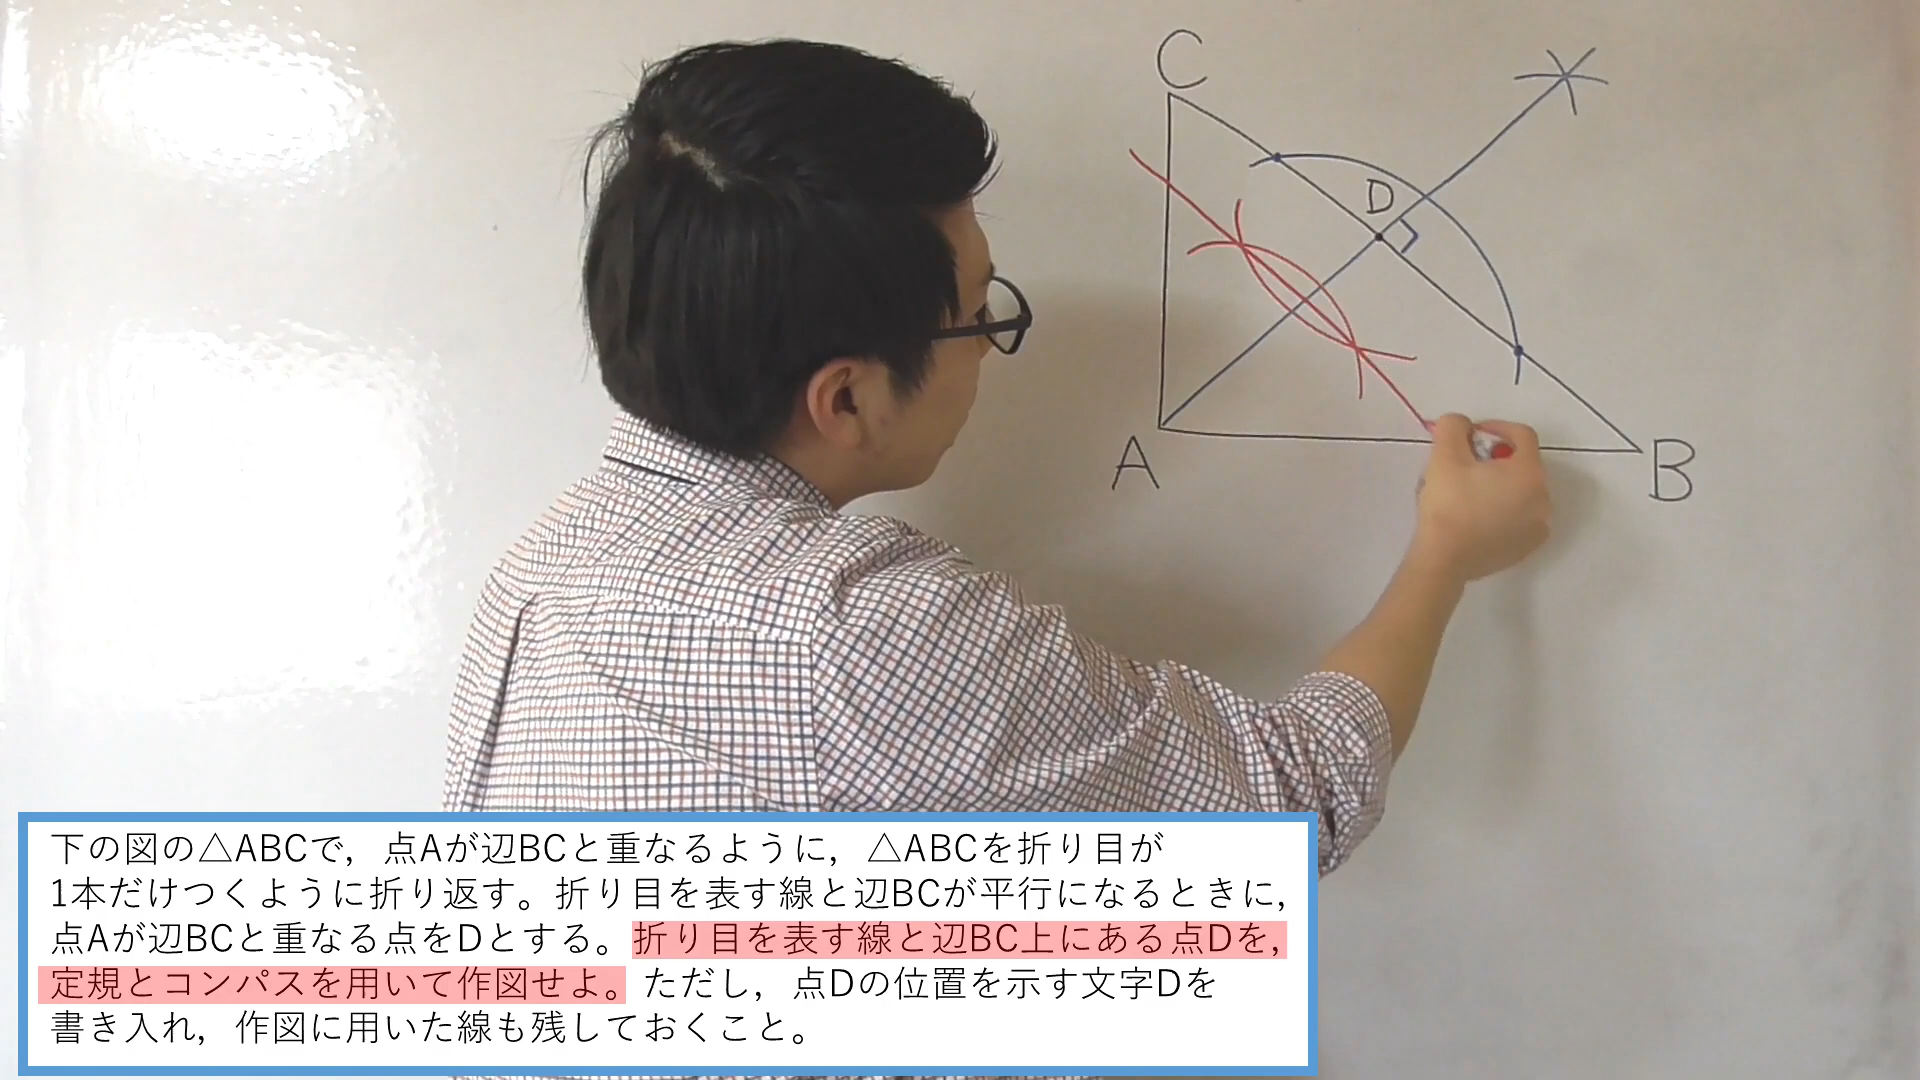 C
D
A
B
下の図の△ABCで，点Aが辺BCと重なるように，△ABCを折り目が
1本だけつくように折り返す。折り目を表す線と辺BCが平行になるときに，
点Aが辺BCと重なる点をDとする。折り目を表す線と辺BC上にある点Dを，
定規とコンパスを用いて作図せよ。ただし，点Dの位置を示す文字Dを
書き入れ，作図に用いた線も残しておくこと。